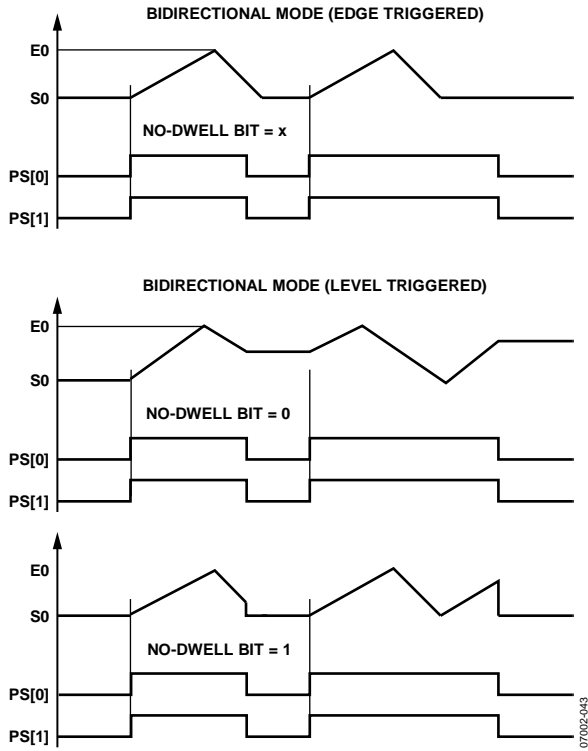 BIDIRECTIONAL MODE (EDGE TRIGGERED)
E0
S0
NO-DWELL BIT = x
PS[0]
PS[1]
BIDIRECTIONAL MODE (LEVEL TRIGGERED)
E0
S0
NO-DWELL BIT = 0
PS[0]
PS[1]
E0
S0
NO-DWELL BIT = 1
PS[0]
PS[1]
07002-043